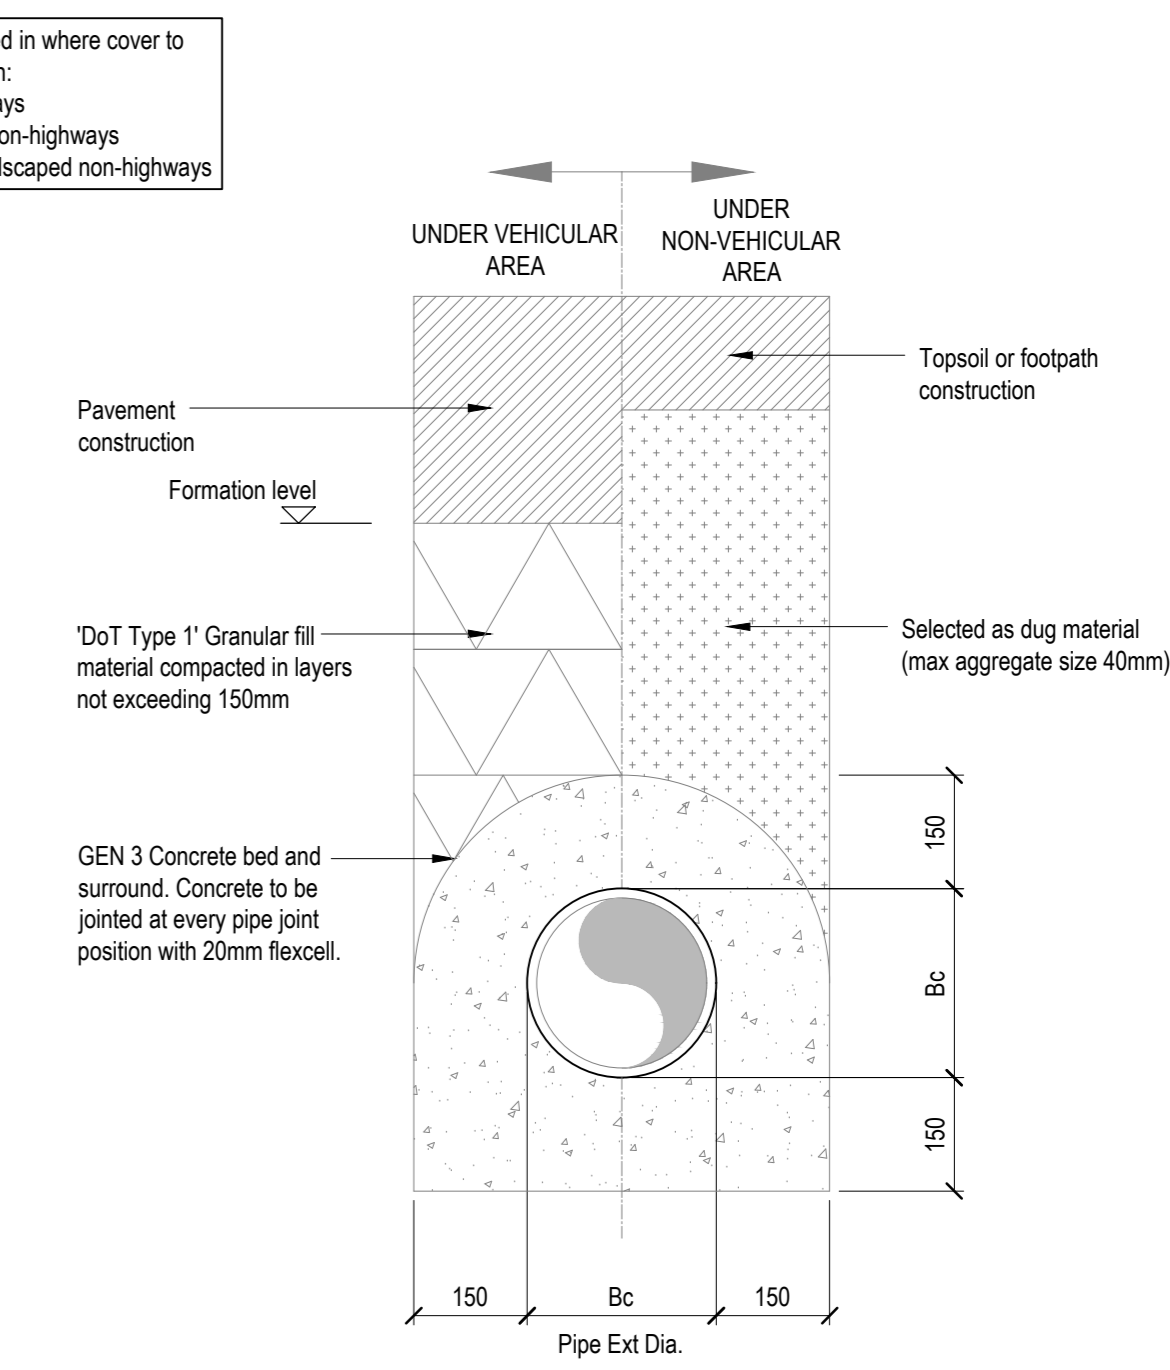 in where cover to
ays
non-highways
dscaped non-highways
UNDER VEHICULAR
AREA
UNDER
NON-VEHICULAR
AREA
Pavement
construction
Topsoil or footpath
construction
Formation level
'DoT Type 1' Granular fill
material compacted in layers
not exceeding 150mm
Selected as dug material
(max aggregate size 40mm)
GEN 3 Concrete bed and
surround. Concrete to be
jointed at every pipe joint
position with 20mm flexcell.
150
Bc
150
150
Bc
150
Pipe Ext Dia.